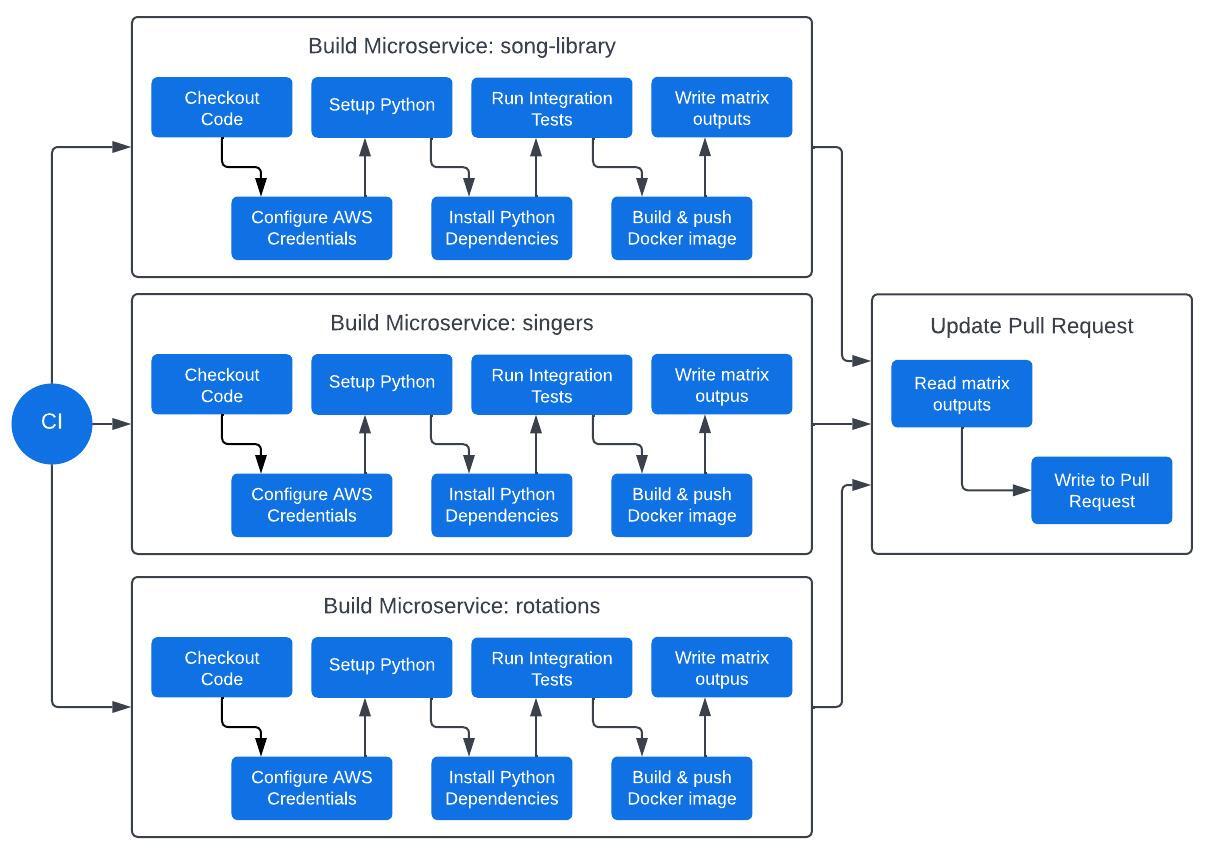 CI
Build Microservice: song-library
Checkout
Code
Setup Python
Run Integration
Tests
Write matrix
outputs
Configure AWS
Credentials
Install Python
Dependencies
Build & push
Docker image
Build Microservice: singers
Checkout
Code
Setup Python
Run Integration
Tests
Write matrix
outpus
Configure AWS
Credentials
Install Python
Dependencies
Build & push
Docker image
Build Microservice: rotations
Checkout
Code
Setup Python
Run Integration
Tests
Write matrix
outpus
Configure AWS
Credentials
Install Python
Dependencies
Build & push
Docker image
Update Pull Request
Read matrix
outputs
Write to Pull
Request